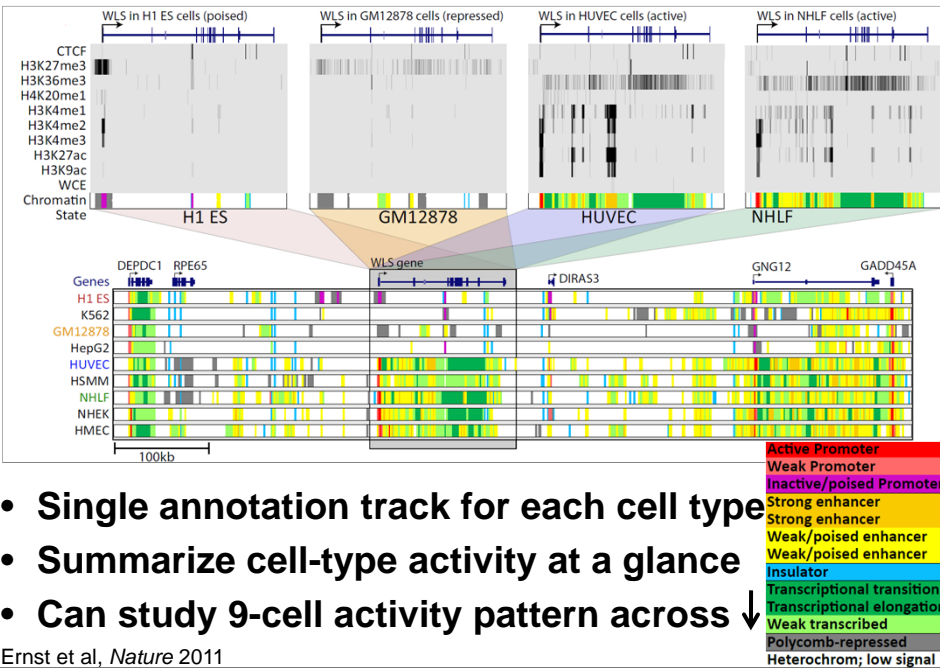 WLS in H1 ES cells (poised)
WLS in GM12878 cells (repressed)
WLS in HUVEC cells (active)
WLS in NHLF cells (active)
CTCF
H3K27me3
H3K36me3
H4K20me1
H3K4me1
H3K4me2
H3K4me3
H3K27ac
H3K9ac
WCE
Chromatin
State
H1 ES
GM12878
HUVEC
NHLF
DEPDC1 RPE65
WLS gene
DIRAS3
GNG12
GADD45A
Genes
H1 ES
K562
GM12878
HepG2
HUVEC
HSMM
NHLF
NHEK
HMEC
100kb
• Single annotation track for each cell type
• Summarize cell-type activity at a glance
• Can study 9-cell activity pattern across ↓
Ernst et al, Nature 2011
Active Promoter
Weak Promoter
Inactive/poised Promoter
Strong enhancer
Strong enhancer
Weak/poised enhancer
Weak/poised enhancer
Insulator
Transcriptional transition
Transcriptional elongation
Weak transcribed
Polycomb-repressed
Heterochrom; low signal